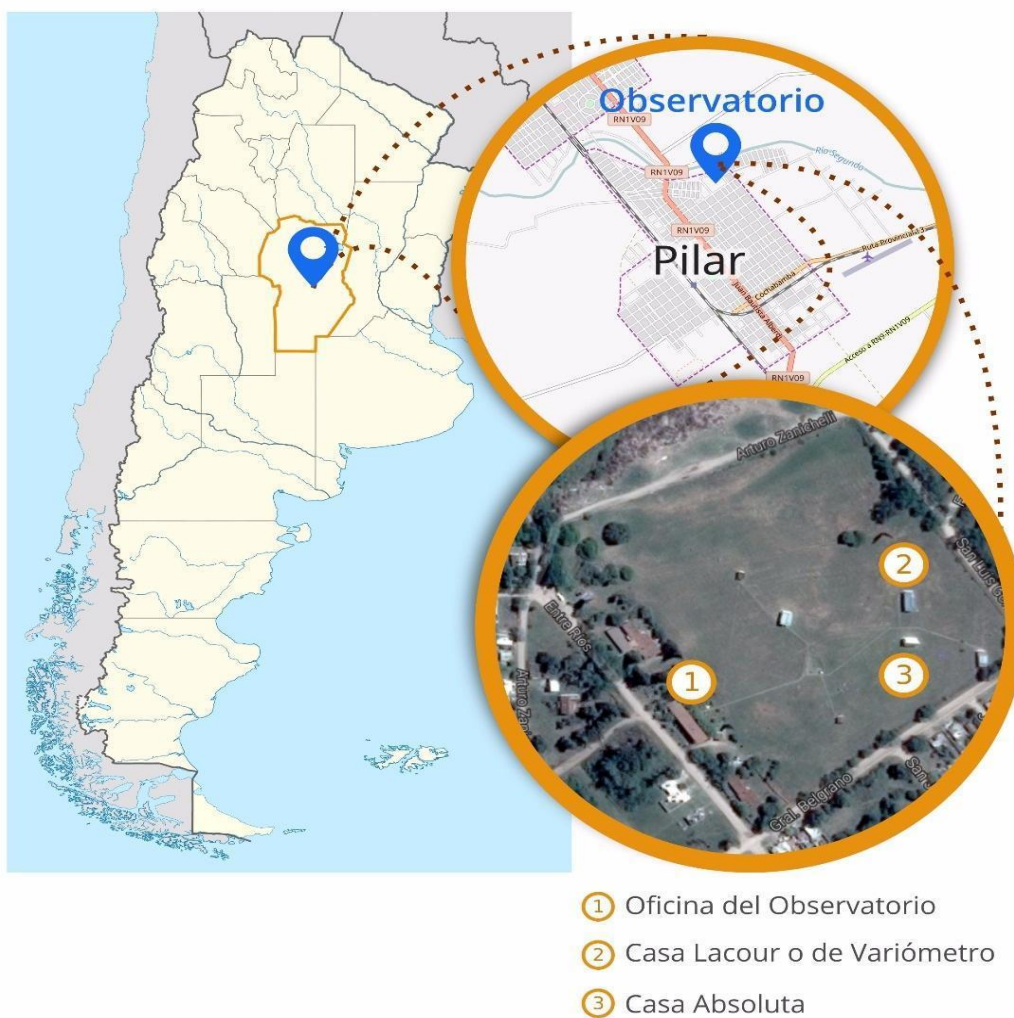 Observatorio
RN1V09
Río Segundo
RN1V09
RN1V09
Pilar
Ruta Provincial 13
Cochabamba
Juan Bautista Alberdi
Acceso a RN9-RN1V09
RN1V09
Arturo Zanichelli
2
San Luis
Entre Ríos
1
3
Arturo
Gral. Belgrano
1 Oficina del Observatorio
2 Casa Lacour o de Variómetro
3 Casa Absoluta